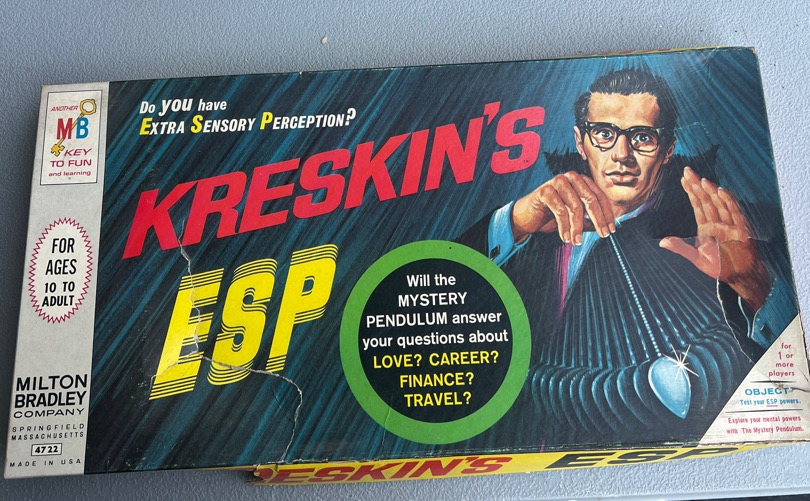 ANOTHER
MB
KEY
TO FUN
and learning
FOR
AGES
10 TO
ADULT
MILTON
BRADLEY
COMPANY
SPRINGFIELD
MASSACHUSETTS
4722
MADE IN USA
Do you have
EXTRA SENSORY PERCEPTION?
KRESKIN'S
ESP
Will the
MYSTERY
PENDULUM answer
your questions about
LOVE? CAREER?
FINANCE?
TRAVEL?
for
1 or
more
players
OBJECT:
Test your ESP powers.
Explore your mental powers
with The Mystery Pendulum.
KRESKIN'S ESP